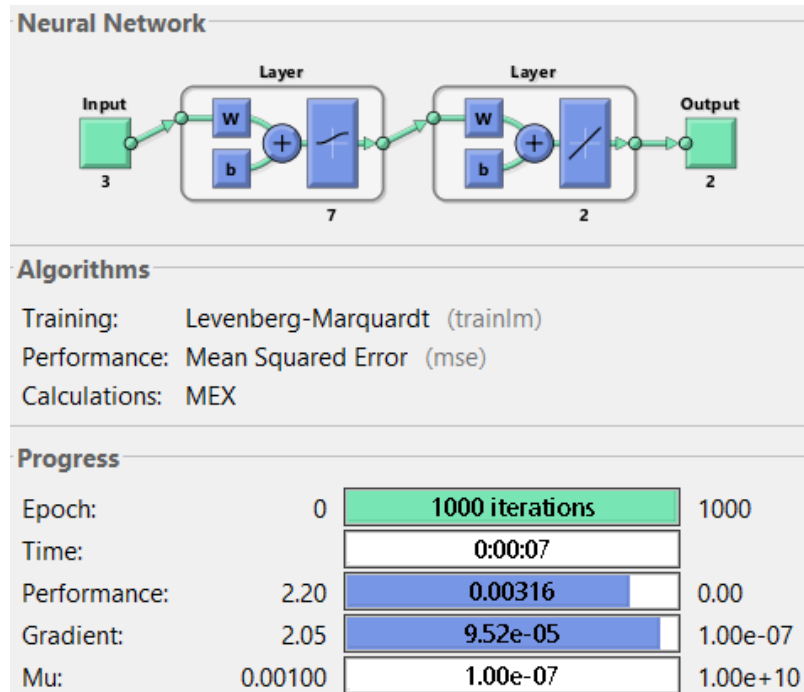 Neural Network
Layer Layer
Input Output
W W
b b
3 2
7 2
Algorithms
Training: Levenberg-Marquardt (trainlm)
Performance: Mean Squared Error (mse)
Calculations: MEX
Progress
Epoch: 0 1000 iterations 1000
Time: 0:00:07
Performance: 2.20 0.00316 0.00
Gradient: 2.05 9.52e-05 1.00e-07
Mu: 0.00100 1.00e-07 1.00e+10